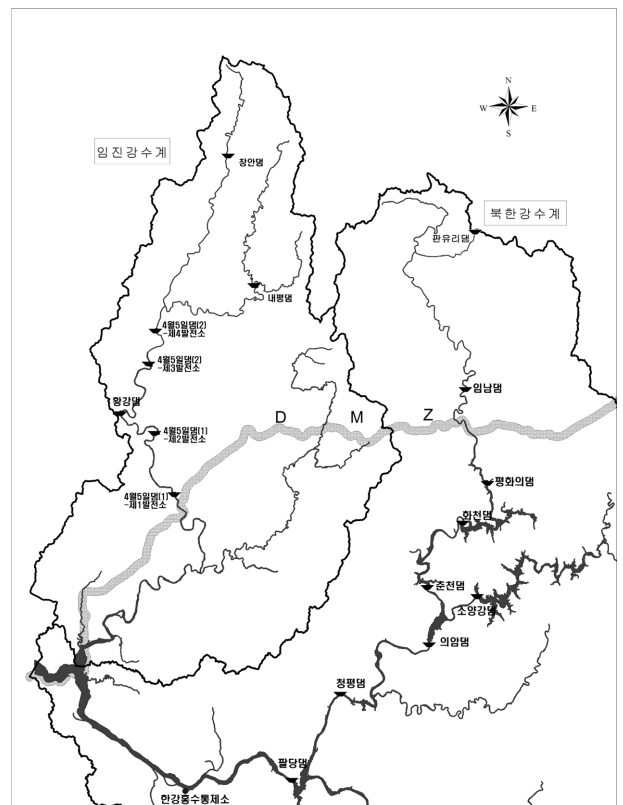 N
W
E
S
임진강수계
장안댐
북한강수계
판유리댐
내평댐
4월5일댐(2)
-제4발전소
4월5일댐(2)
-제3발전소
임남댐
황강댐
D
M
Z
4월5일댐(1)
-제2발전소
평화의댐
4월5일댐(1)
-제1발전소
화천댐
춘천댐
소양강댐
의암댐
청평댐
팔당댐
한강홍수통제소